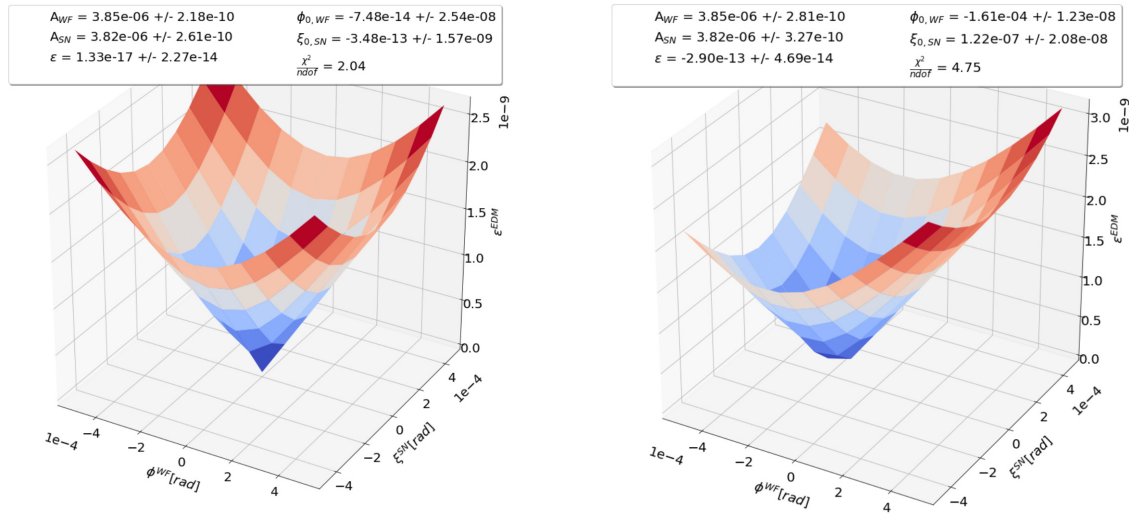 A_WF = 3.85e-06 +/- 2.18e-10 ϕ_0,WF = -7.48e-14 +/- 2.54e-08
A_SN = 3.82e-06 +/- 2.61e-10 ξ_0,SN = -3.48e-13 +/- 1.57e-09
ε = 1.33e-17 +/- 2.27e-14 χ²/ndof = 2.04
1e−9
2.5
2.0
1.5
1.0
0.5
0.0
ε^EDM
1e−4
−4
−2
0
2
4
ϕ^WF[rad]
−4
−2
0
2
4
1e−4
ξ^SN[rad]
A_WF = 3.85e-06 +/- 2.81e-10 ϕ_0,WF = -1.61e-04 +/- 1.23e-08
A_SN = 3.82e-06 +/- 3.27e-10 ξ_0,SN = 1.22e-07 +/- 2.08e-08
ε = -2.90e-13 +/- 4.69e-14 χ²/ndof = 4.75
1e−9
3.0
2.5
2.0
1.5
1.0
0.5
0.0
ε^EDM
1e−4
−4
−2
0
2
4
ϕ^WF[rad]
−4
−2
0
2
4
1e−4
ξ^SN[rad]